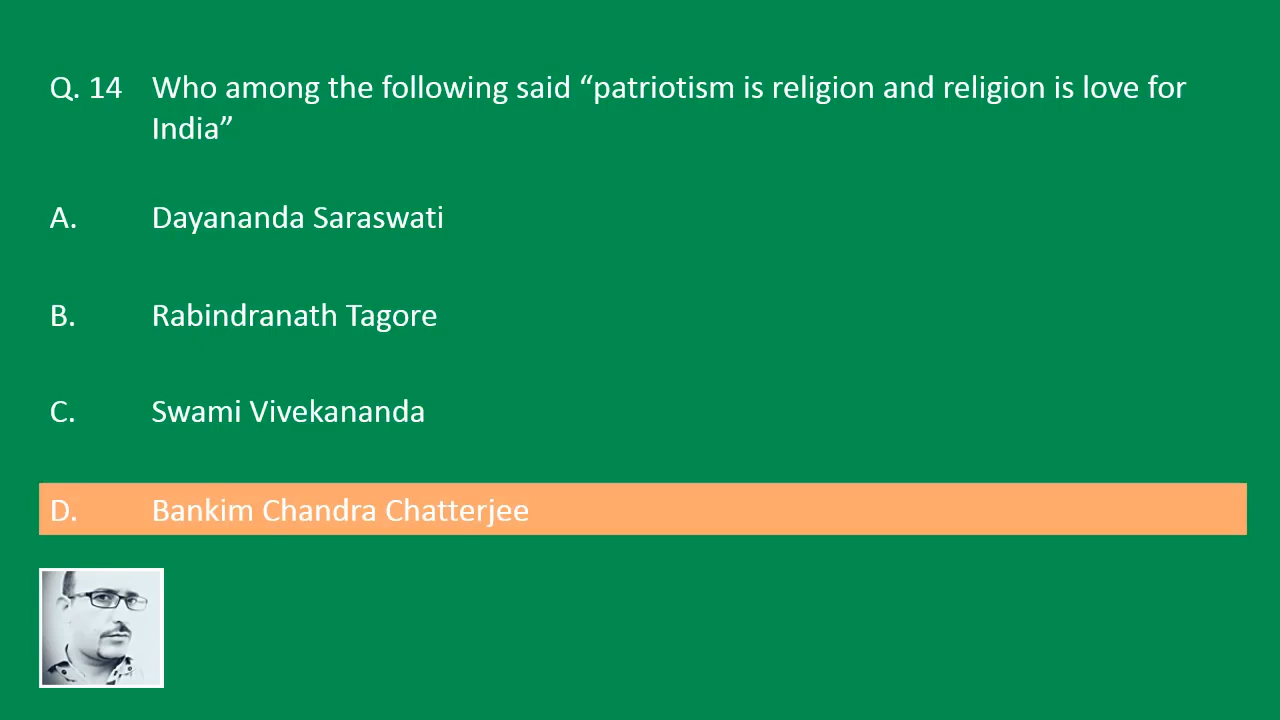 Q. 14 Who among the following said “patriotism is religion and religion is love for
India”
A. Dayananda Saraswati
B. Rabindranath Tagore
C. Swami Vivekananda
D. Bankim Chandra Chatterjee